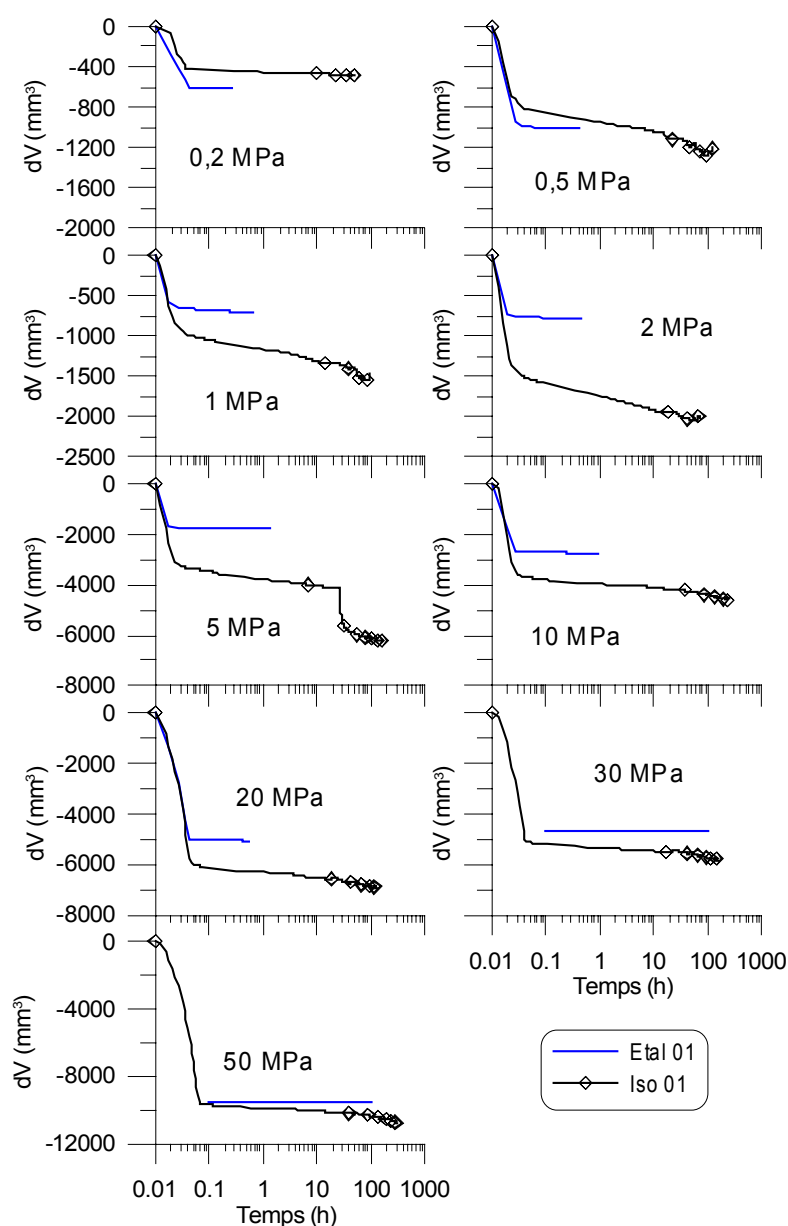 0
-400
-800
-1200
-1600
-2000
dV (mm³)
0,2 MPa
0
-400
-800
-1200
-1600
-2000
dV (mm³)
0,5 MPa
0
-500
-1000
-1500
-2000
-2500
dV (mm³)
1 MPa
0
-500
-1000
-1500
-2000
-2500
dV (mm³)
2 MPa
0
-2000
-4000
-6000
-8000
dV (mm³)
5 MPa
0
-2000
-4000
-6000
-8000
dV (mm³)
10 MPa
0
-2000
-4000
-6000
-8000
dV (mm³)
20 MPa
0
-2000
-4000
-6000
-8000
dV (mm³)
30 MPa
0.01 0.1 1 10 100 1000
Temps (h)
0
-4000
-8000
-12000
dV (mm³)
50 MPa
0.01 0.1 1 10 100 1000
Temps (h)
Etal 01
Iso 01